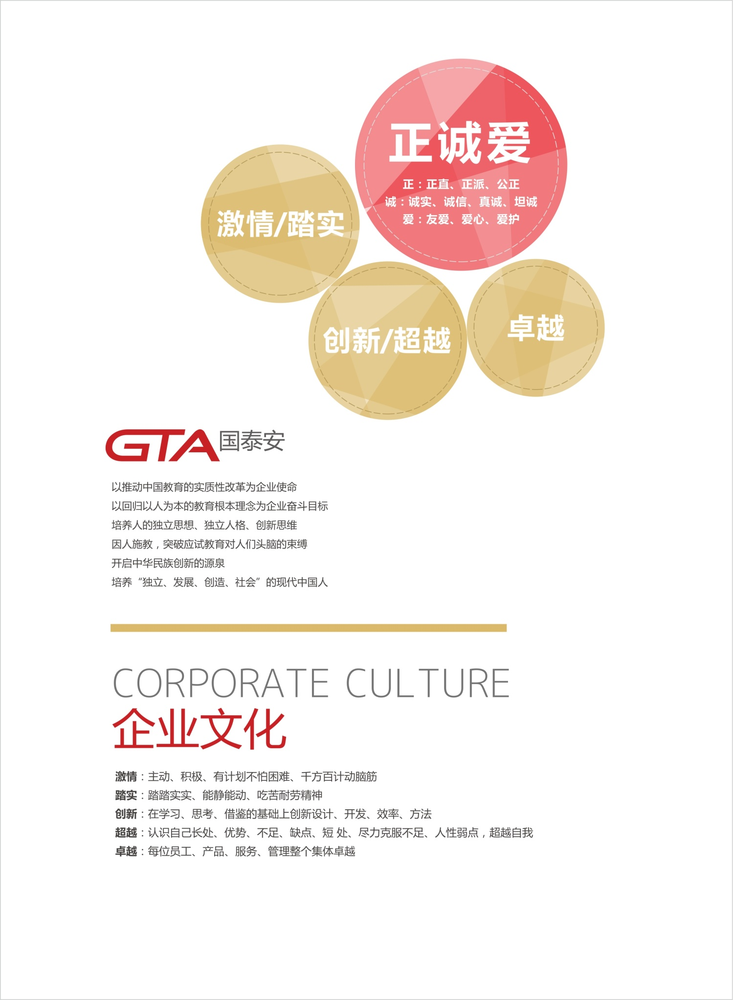 正诚爱
正：正直、正派、公正
诚：诚实、诚信、真诚、坦诚
爱：友爱、爱心、爱护
激情/踏实
创新/超越
卓越
GTA国泰安
以推动中国教育的实质性改革为企业使命
以回归以人为本的教育根本理念为企业奋斗目标
培养人的独立思想、独立人格、创新思维
因人施教，突破应试教育对人们头脑的束缚
开启中华民族创新的源泉
培养“独立、发展、创造、社会”的现代中国人
CORPORATE CULTURE
企业文化
激情：主动、积极、有计划不怕困难、千方百计动脑筋
踏实：踏踏实实、能静能动、吃苦耐劳精神
创新：在学习、思考、借鉴的基础上创新设计、开发、效率、方法
超越：认识自己长处、优势、不足、缺点、短 处、尽力克服不足、人性弱点，超越自我
卓越：每位员工、产品、服务、管理整个集体卓越